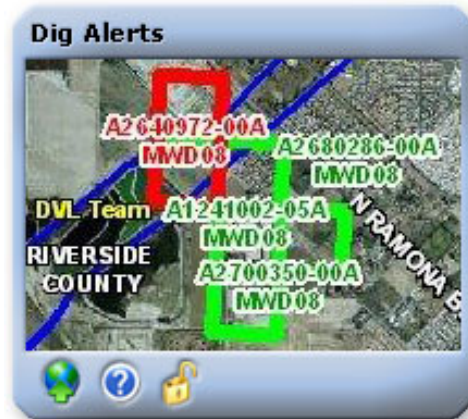 Dig Alerts
A2640972-00A
MWD08
A2680286-00A
MWD08
DVL Team
A1241002-05A
MWD08
RIVERSIDE
COUNTY
A2700350-00A
MWD08
N RAMONA B
?